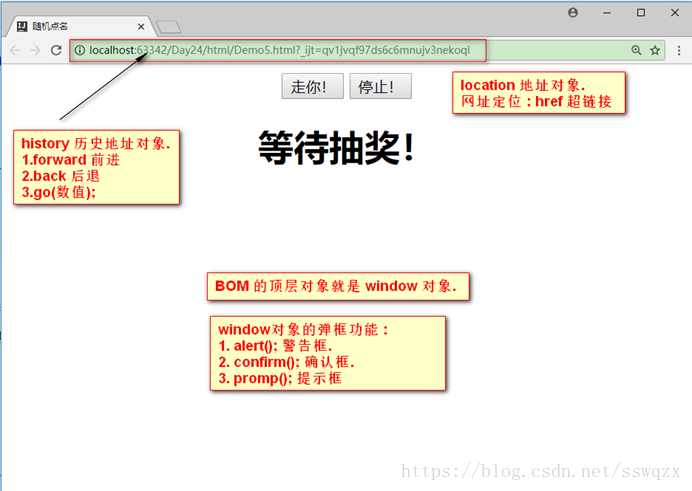 随机点名
localhost:63342/Day24/html/Demo5.html?_ijt=qv1jvqf97ds6c6mnujv3nekoqi
走你! 停止!
location 地址对象.
网址定位 : href 超链接
history 历史地址对象.
1.forward 前进
2.back 后退
3.go(数值);
等待抽奖!
BOM 的顶层对象就是 window 对象.
window对象的弹框功能 :
1. alert(); 警告框.
2. confirm(); 确认框.
3. promp(); 提示框
https://blog.csdn.net/sswqzx